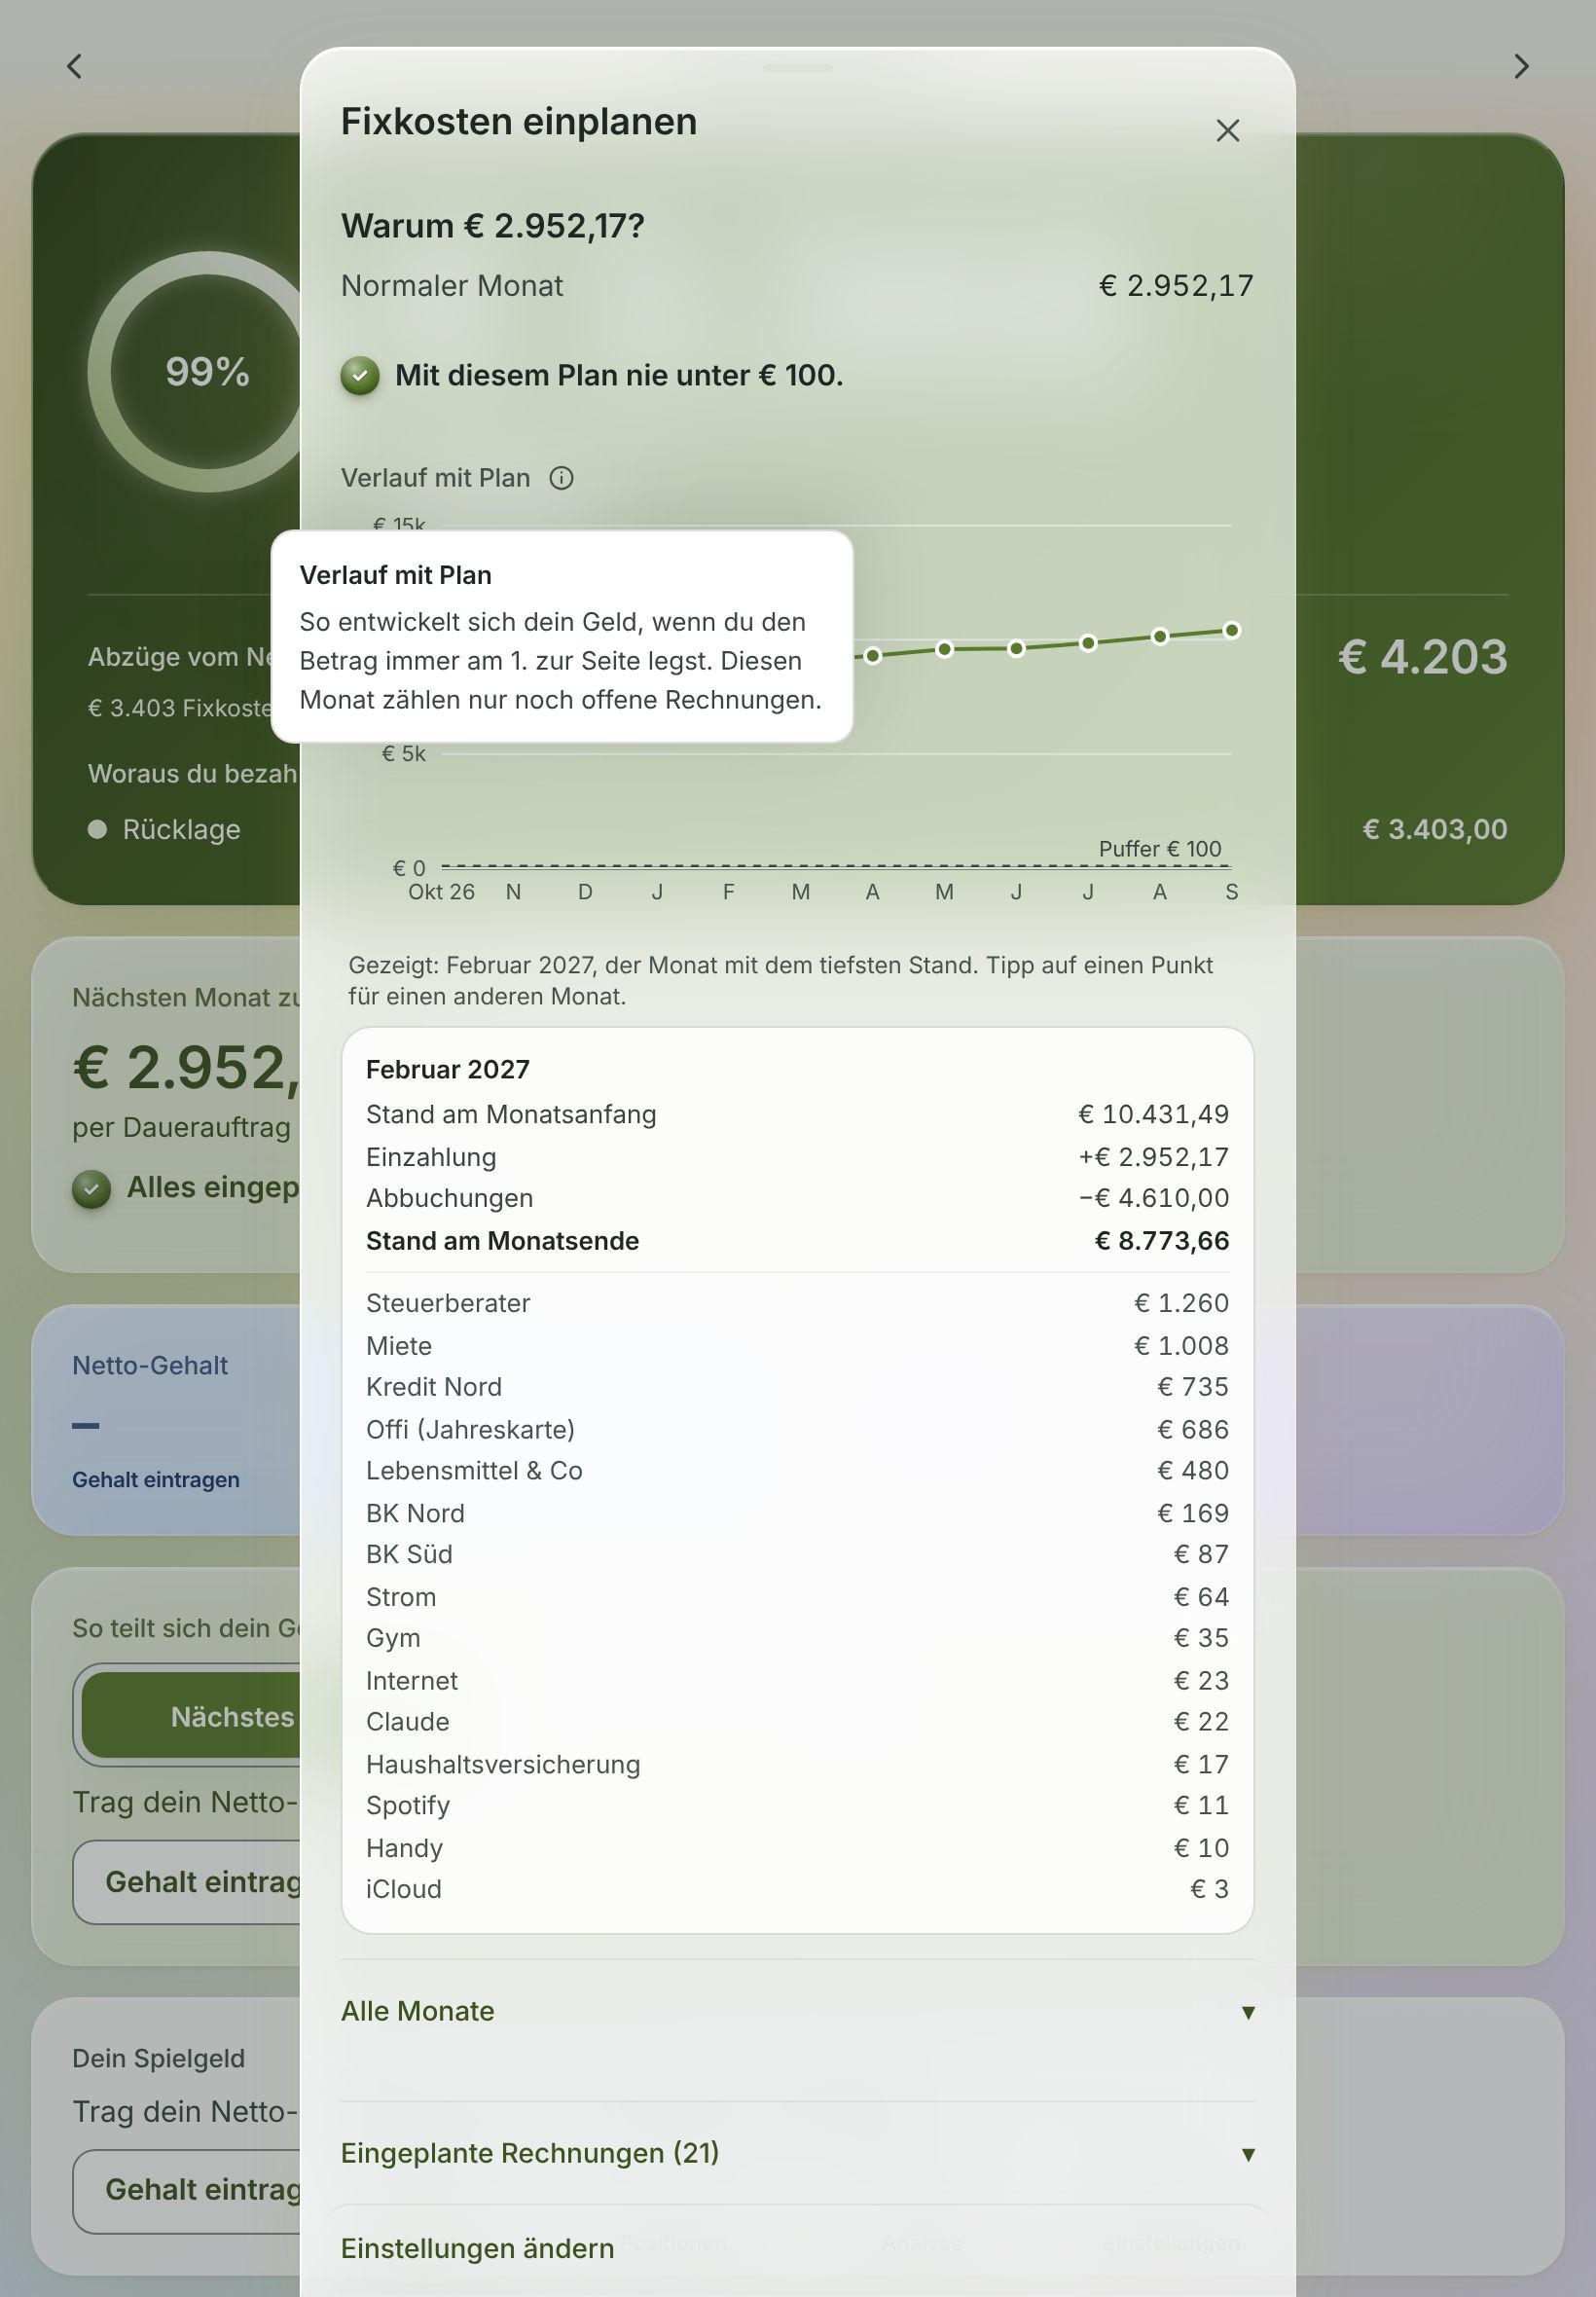 Fixkosten einplanen
Warum € 2.952,17?
Normaler Monat € 2.952,17
Mit diesem Plan nie unter € 100.
99%
Verlauf mit Plan
€ 15k
Verlauf mit Plan
So entwickelt sich dein Geld, wenn du den
Betrag immer am 1. zur Seite legst. Diesen
Monat zählen nur noch offene Rechnungen.
Abzüge vom Ne
€ 4.203
€ 3.403 Fixkoste
€ 5k
Woraus du bezah
Rücklage
€ 3.403,00
Puffer € 100
€ 0
Okt 26 N D J F M A M J J A S
Gezeigt: Februar 2027, der Monat mit dem tiefsten Stand. Tipp auf einen Punkt
für einen anderen Monat.
Nächsten Monat zu
€ 2.952,
per Dauerauftrag
Alles eingep
Februar 2027
Stand am Monatsanfang € 10.431,49
Einzahlung +€ 2.952,17
Abbuchungen −€ 4.610,00
Stand am Monatsende € 8.773,66
Steuerberater € 1.260
Miete € 1.008
Kredit Nord € 735
Offi (Jahreskarte) € 686
Lebensmittel & Co € 480
BK Nord € 169
BK Süd € 87
Strom € 64
Gym € 35
Internet € 23
Claude € 22
Haushaltsversicherung € 17
Spotify € 11
Handy € 10
iCloud € 3
Netto-Gehalt
–
Gehalt eintragen
So teilt sich dein Ge
Nächstes
Trag dein Netto-
Gehalt eintrag
Alle Monate
Dein Spielgeld
Trag dein Netto-
Gehalt eintrag
Eingeplante Rechnungen (21)
Einstellungen ändern
Positionen
Analyse
Einstellungen